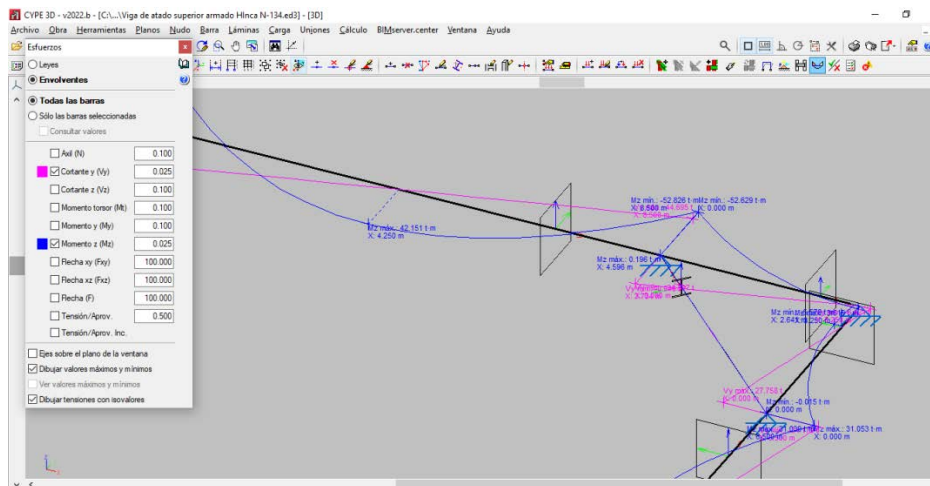 CYPE 3D - v2022.b - [C:\...\Viga de atado superior armado HInca N-134.ed3] - [3D]
Archivo Obra Herramientas Planos Nudo Barra Láminas Carga Uniones Cálculo BIMserver.center Ventana Ayuda
Esfuerzos
Leyes
Envolventes
Todas las barras
Sólo las barras seleccionadas
Consultar valores
Axil (N) 0.100
Cortante y (Vy) 0.025
Cortante z (Vz) 0.100
Momento torsor (Mt) 0.100
Momento y (My) 0.100
Momento z (Mz) 0.025
Flecha xy (Fxy) 100.000
Flecha xz (Fxz) 100.000
Flecha (F) 100.000
Tensión/Aprov. 0.500
Tensión/Aprov. Inc.
Ejes sobre el plano de la ventana
Dibujar valores máximos y mínimos
Ver valores máximos y mínimos
Dibujar tensiones con isovalores
Mz máx.: 42.151 t·m
X: 4.250 m
Mz mín.: -52.826 t·m
Mz mín.: -52.629 t·m
X: 8.500 m
X: 0.000 m
Mz máx.: 0.196 t·m
X: 4.596 m
Vy máx.: 27.758 t
X: 0.000 m
Mz mín.: -0.015 t·m
X: 0.000 m
Mz máx.: 31.053 t·m
X: 0.000 m